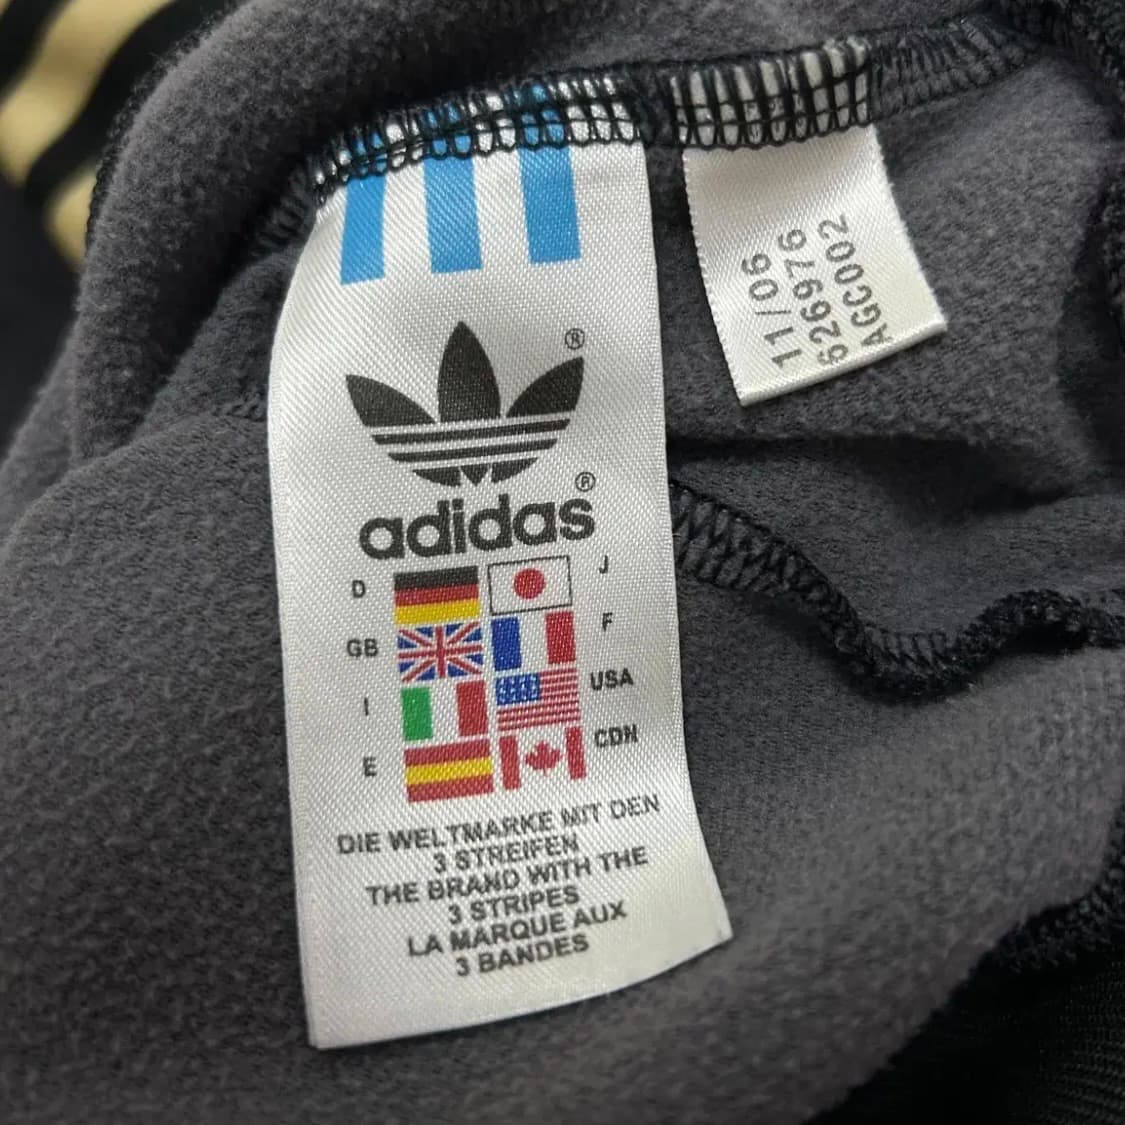 ®
®
adidas
D
J
GB
F
I
USA
E
CDN
DIE WELTMARKE MIT DEN
3 STREIFEN
THE BRAND WITH THE
3 STRIPES
LA MARQUE AUX
3 BANDES
11/06
626976
AGC002